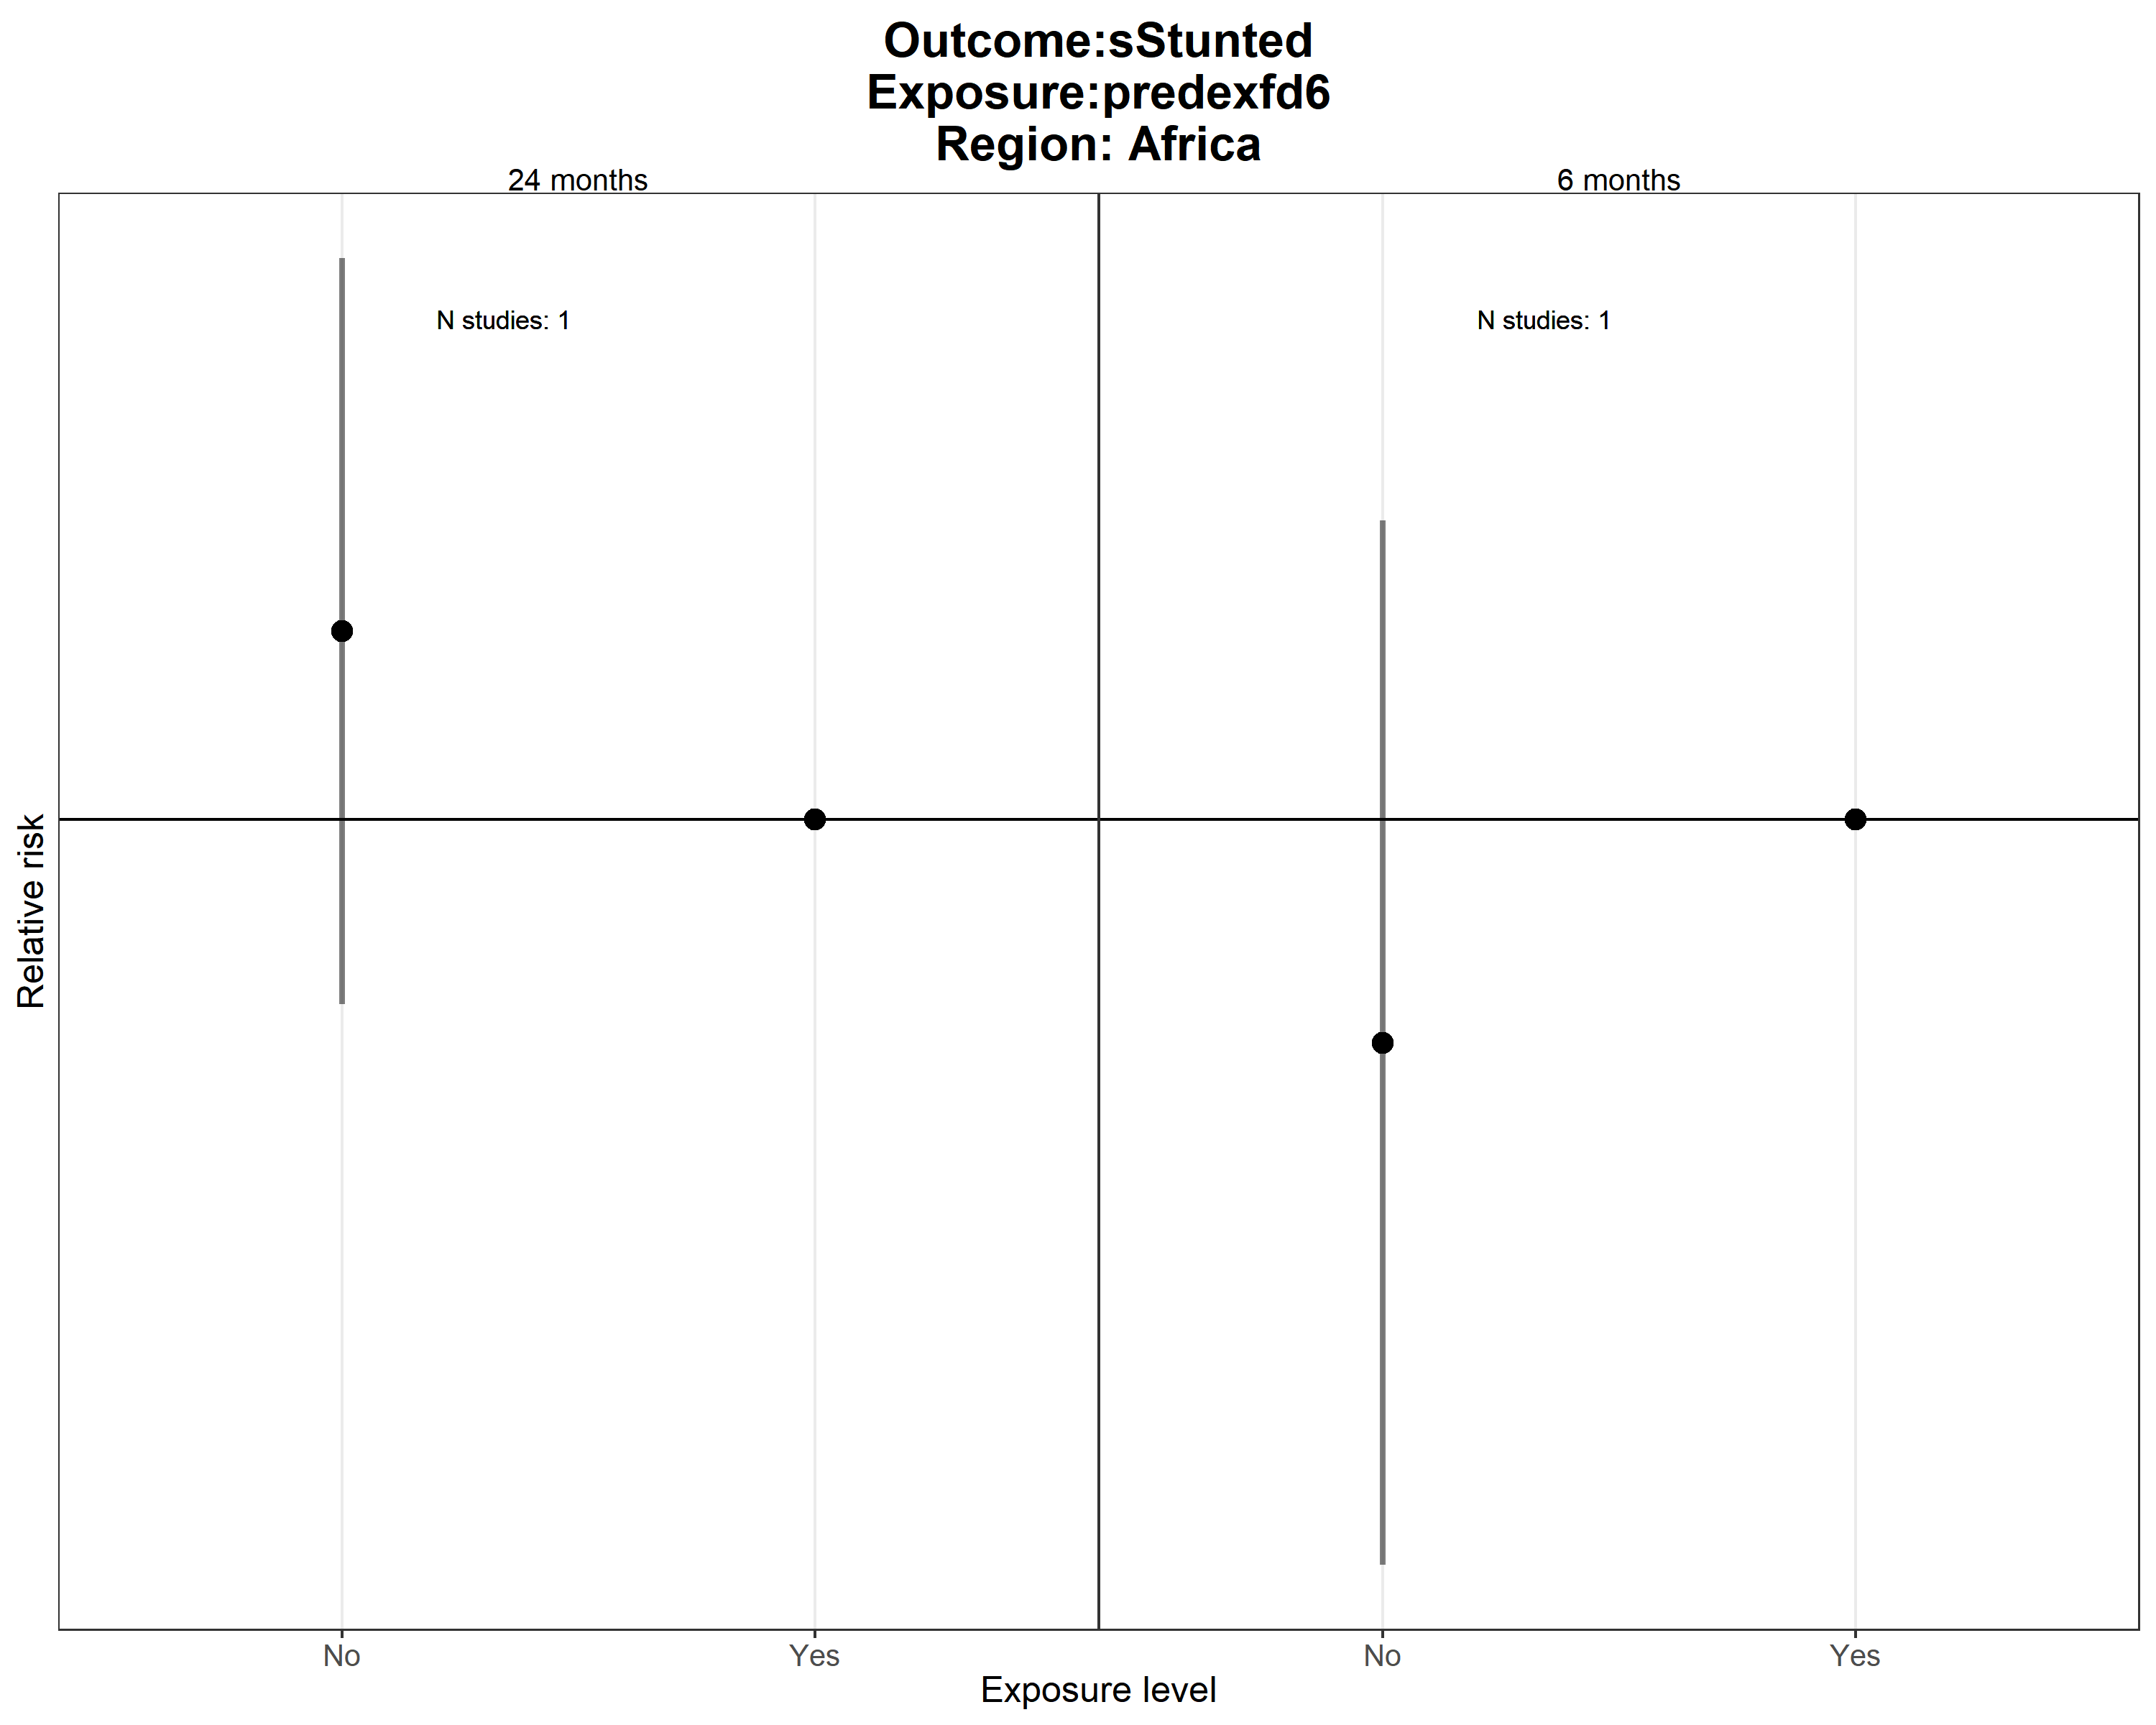 Outcome:sStunted
Exposure:predexfd6
Region: Africa
24 months
6 months
N studies: 1
N studies: 1
Relative risk
No
Yes
No
Yes
Exposure level